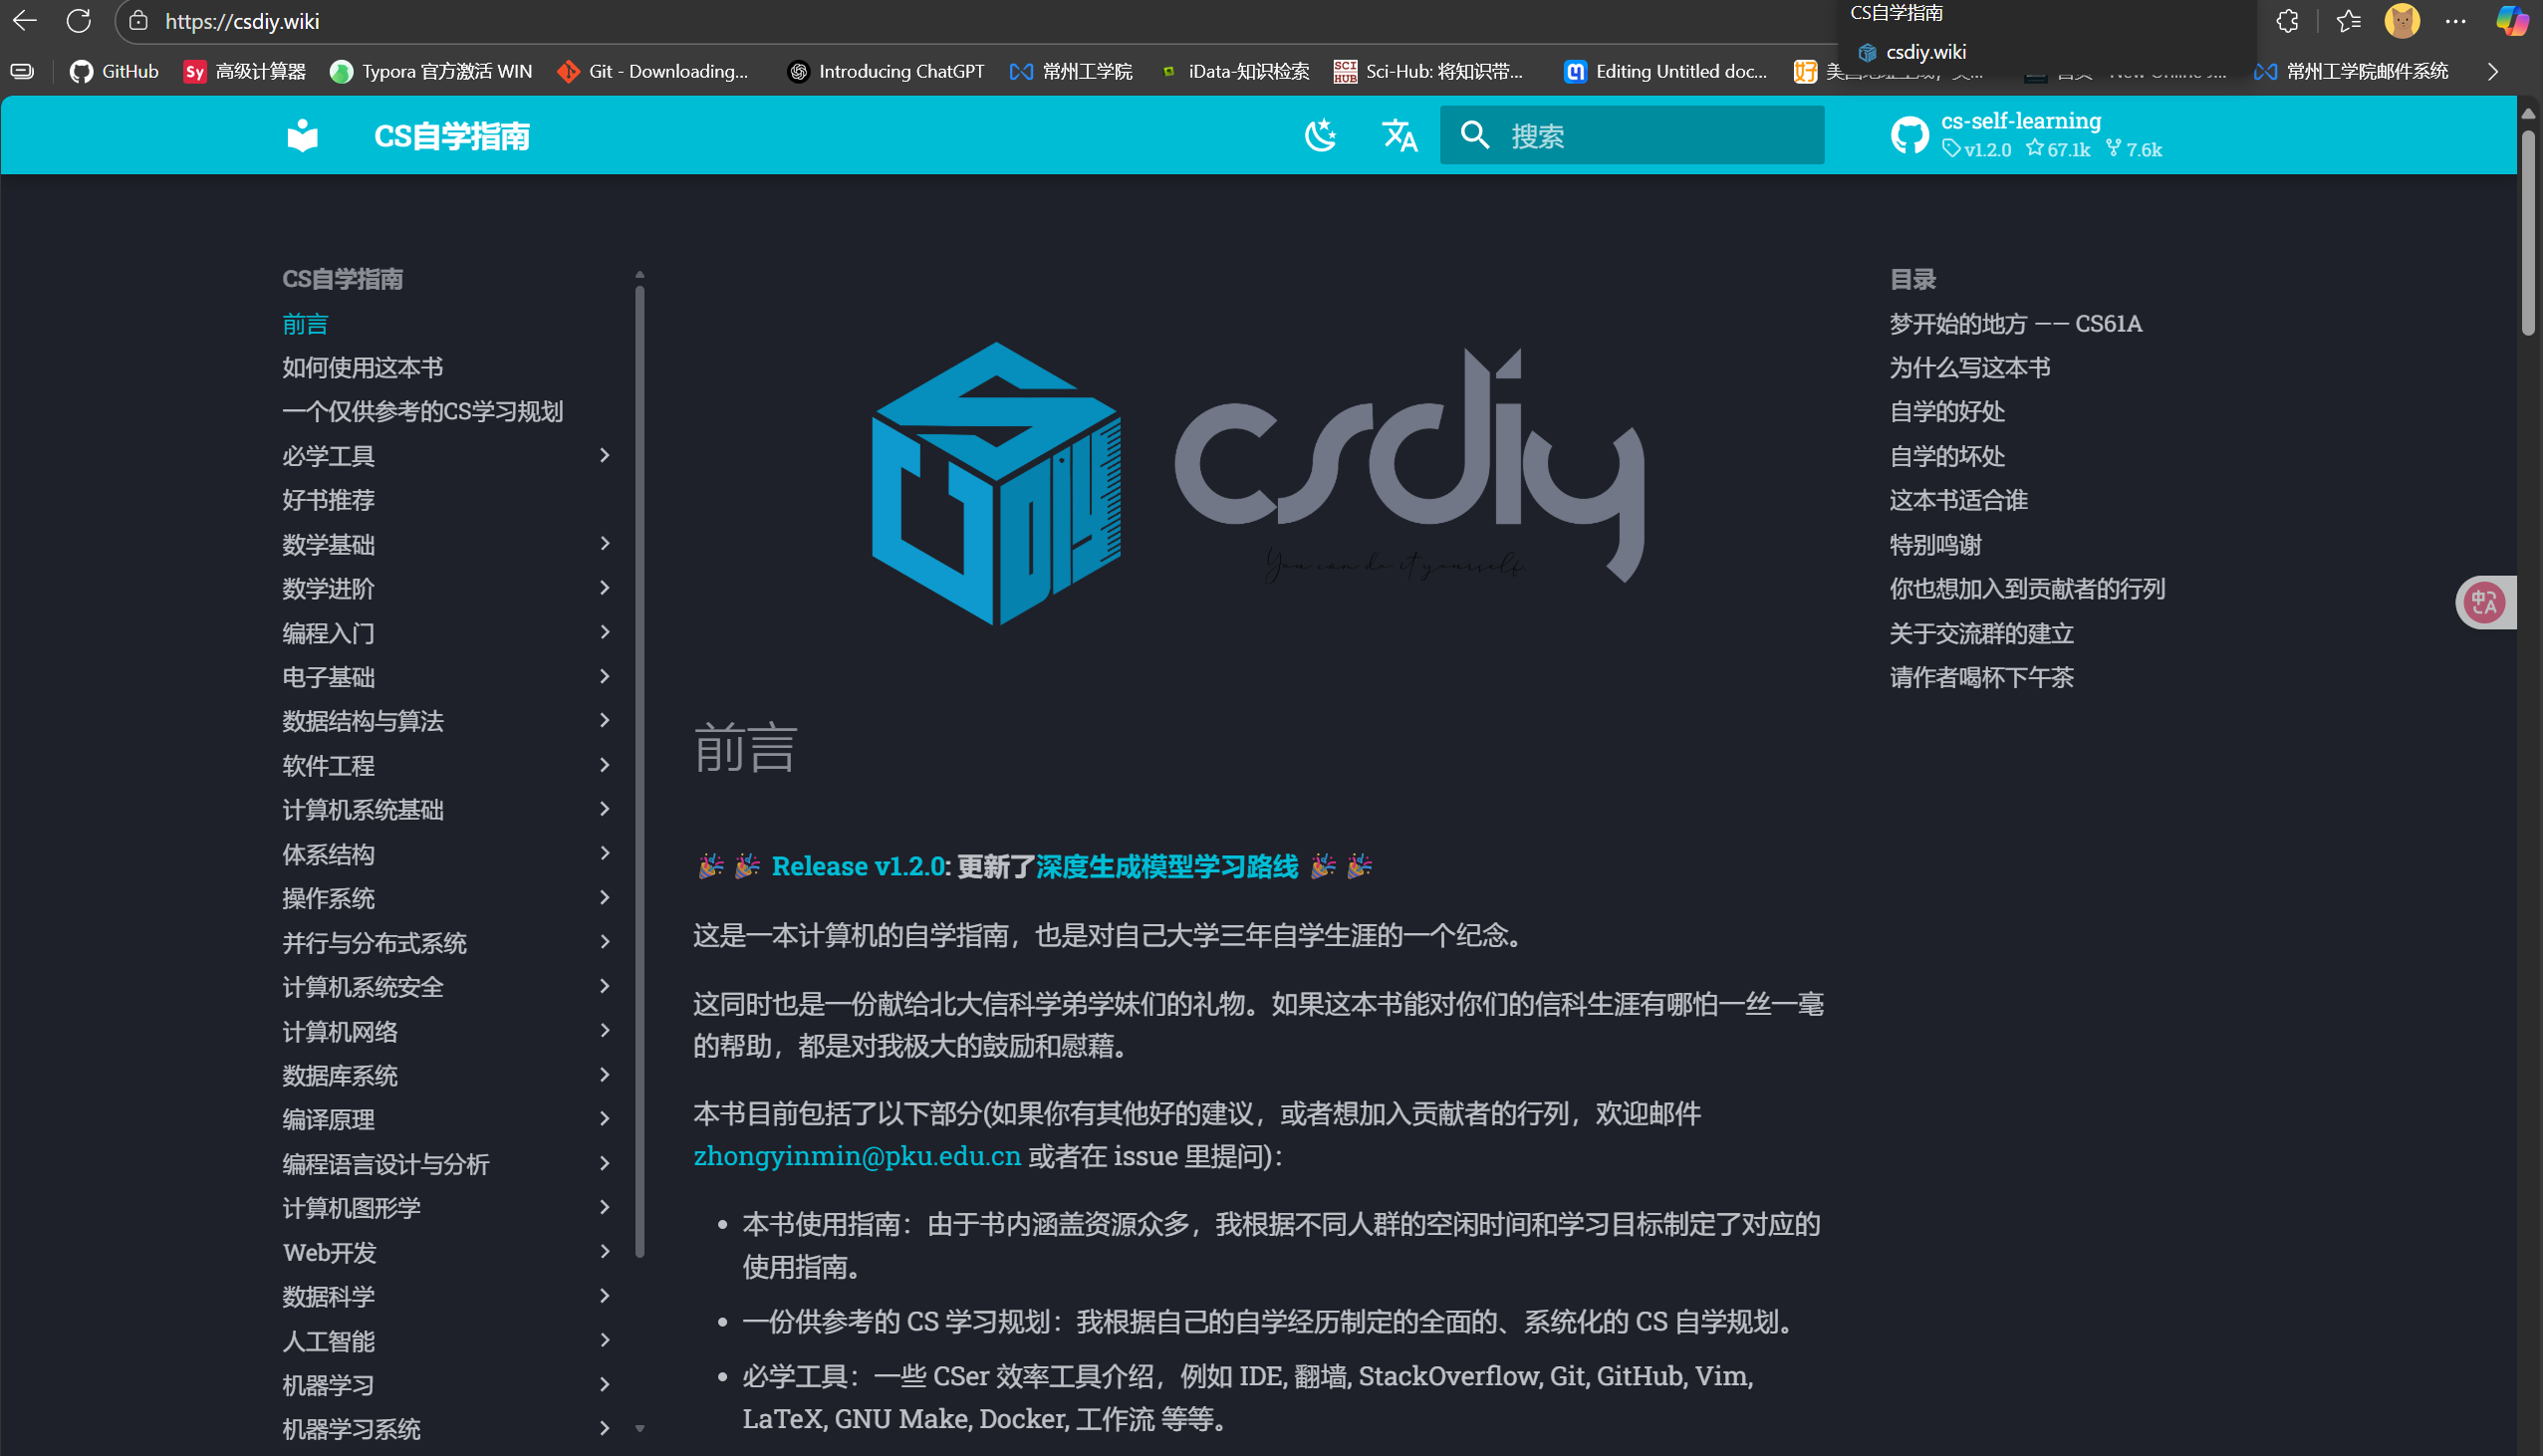 https://csdiy.wiki
CS自学指南
csdiy.wiki
GitHub
Sy 高级计算器
Typora 官方激活 WIN
Git - Downloading...
Introducing ChatGPT
常州工学院
iData-知识检索
SCI HUB Sci-Hub: 将知识带...
Editing Untitled doc...
好
常州工学院邮件系统
CS自学指南
搜索
cs-self-learning
v1.2.0 67.1k 7.6k
CS自学指南
前言
如何使用这本书
一个仅供参考的CS学习规划
必学工具
好书推荐
数学基础
数学进阶
编程入门
电子基础
数据结构与算法
软件工程
计算机系统基础
体系结构
操作系统
并行与分布式系统
计算机系统安全
计算机网络
数据库系统
编译原理
编程语言设计与分析
计算机图形学
Web开发
数据科学
人工智能
机器学习
机器学习系统
CS DIY
csdiy
You can do it yourself
前言
🎉 🎉 Release v1.2.0: 更新了深度生成模型学习路线 🎉 🎉
这是一本计算机的自学指南，也是对自己大学三年自学生涯的一个纪念。
这同时也是一份献给北大信科学弟学妹们的礼物。如果这本书能对你们的信科生涯有哪怕一丝一毫
的帮助，都是对我极大的鼓励和慰藉。
本书目前包括了以下部分(如果你有其他好的建议，或者想加入贡献者的行列，欢迎邮件
zhongyinmin@pku.edu.cn 或者在 issue 里提问)：
• 本书使用指南：由于书内涵盖资源众多，我根据不同人群的空闲时间和学习目标制定了对应的
使用指南。
• 一份供参考的 CS 学习规划：我根据自己的自学经历制定的全面的、系统化的 CS 自学规划。
• 必学工具：一些 CSer 效率工具介绍，例如 IDE, 翻墙, StackOverflow, Git, GitHub, Vim,
LaTeX, GNU Make, Docker, 工作流 等等。
目录
梦开始的地方 —— CS61A
为什么写这本书
自学的好处
自学的坏处
这本书适合谁
特别鸣谢
你也想加入到贡献者的行列
关于交流群的建立
请作者喝杯下午茶